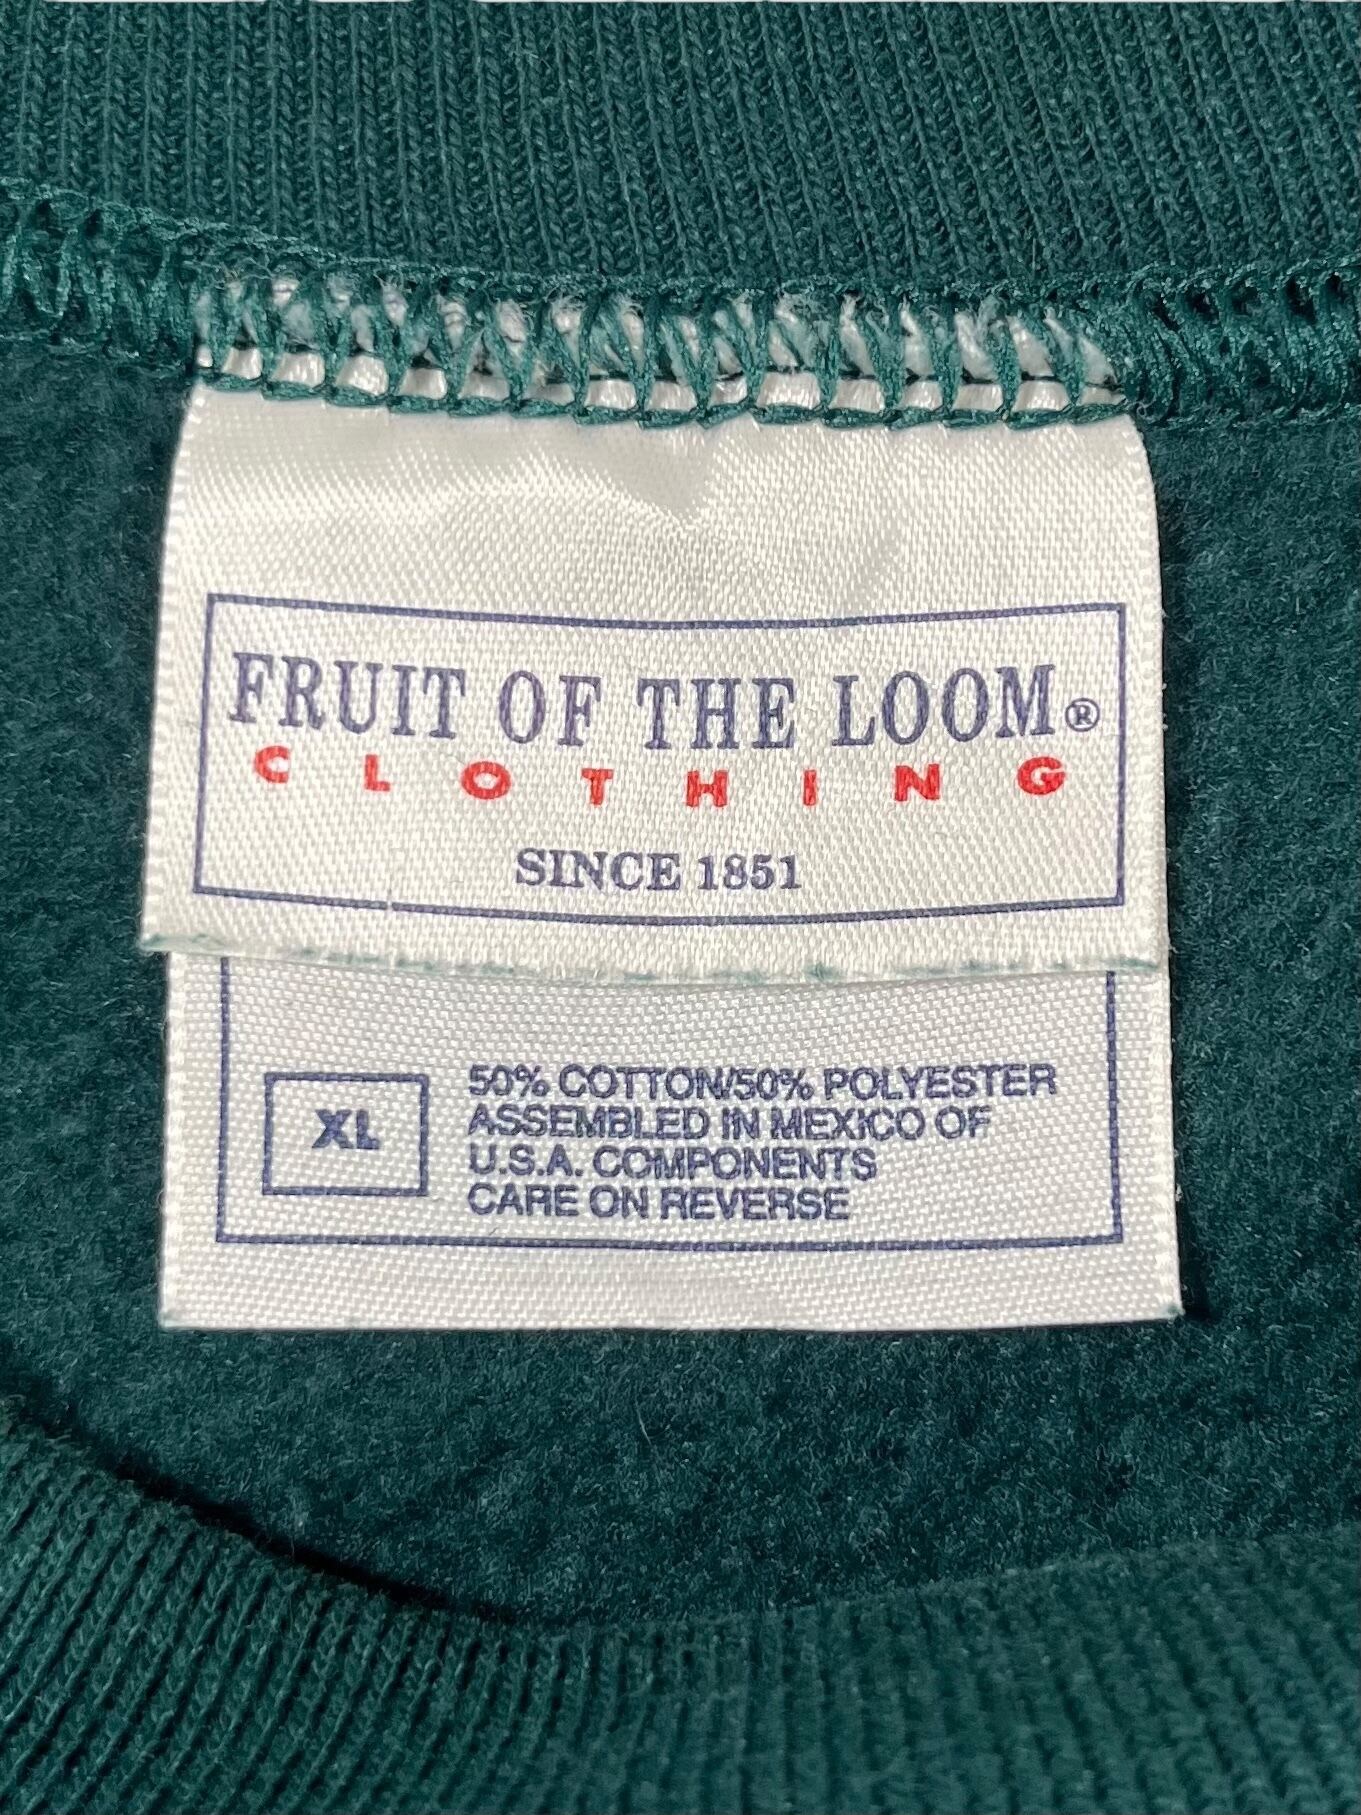 FRUIT OF THE LOOM®
CLOTHING
SINCE 1851
XL
50% COTTON/50% POLYESTER
ASSEMBLED IN MEXICO OF
U.S.A. COMPONENTS
CARE ON REVERSE